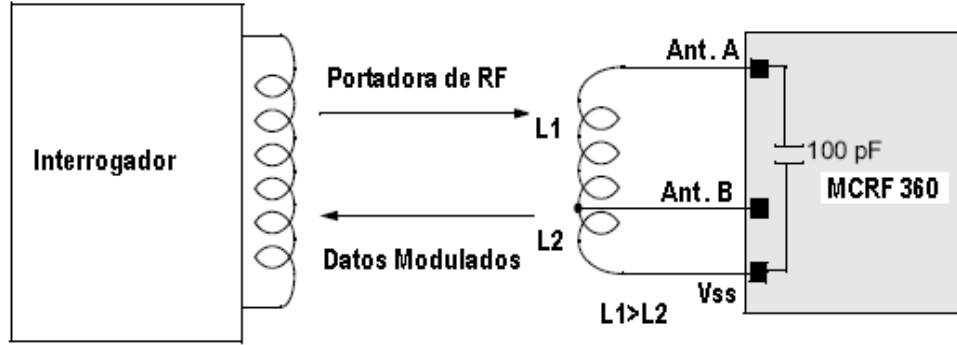 Interrogador
Portadora de RF
Datos Modulados
L1
L2
L1>L2
Ant. A
Ant. B
Vss
100 pF
MCRF 360